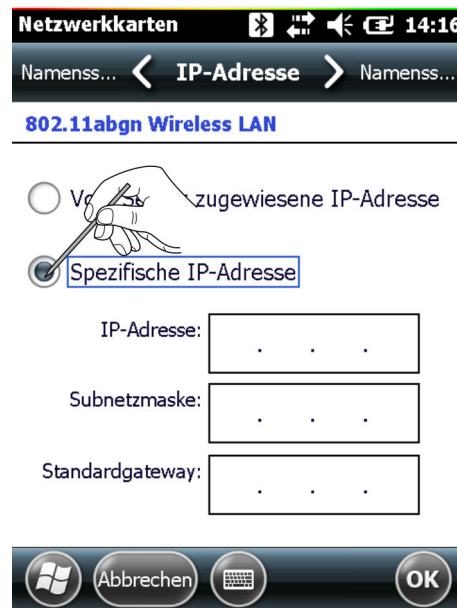 Netzwerkkarten 14:16
Namenss... IP-Adresse Namenss...
802.11abgn Wireless LAN
zugewiesene IP-Adresse
Spezifische IP-Adresse
IP-Adresse: . . .
Subnetzmaske: . . .
Standardgateway: . . .
Abbrechen OK